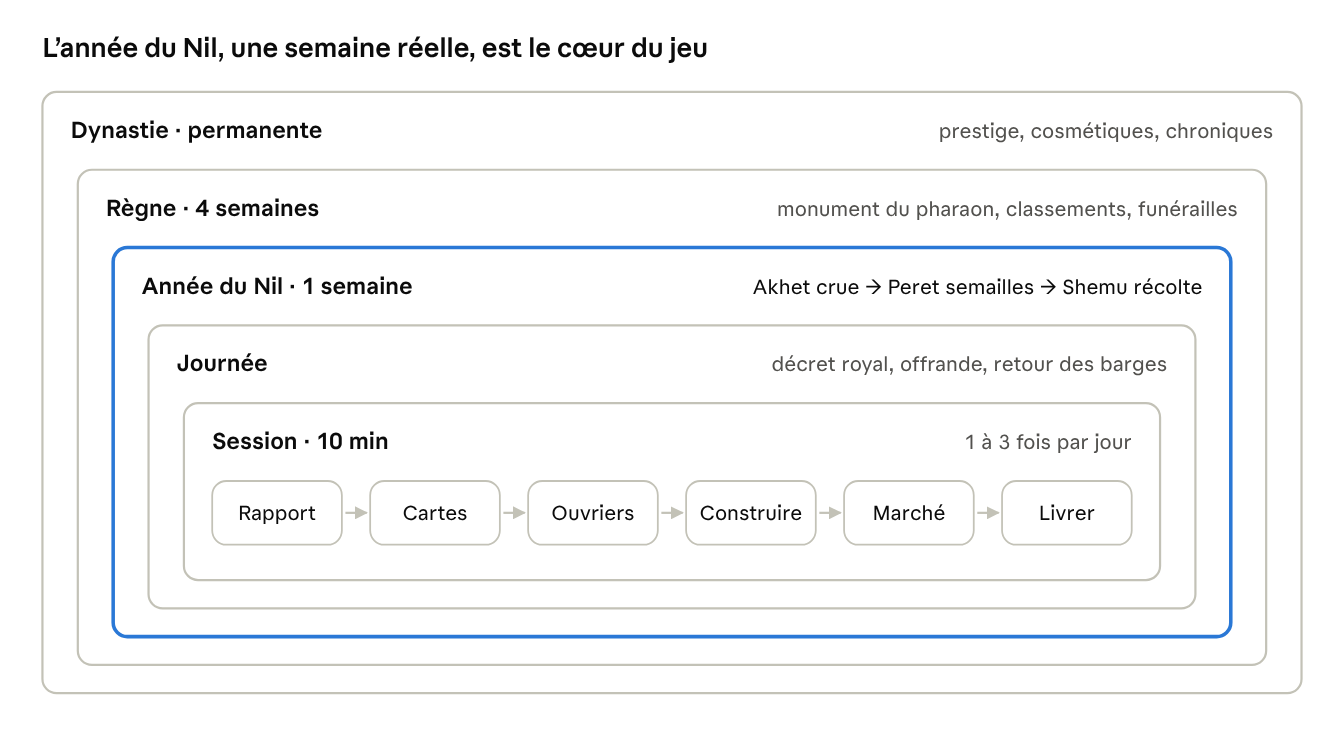 L’année du Nil, une semaine réelle, est le cœur du jeu
Dynastie · permanente
prestige, cosmétiques, chroniques
Règne · 4 semaines
monument du pharaon, classements, funérailles
Année du Nil · 1 semaine
Akhet crue → Peret semailles → Shemu récolte
Journée
décret royal, offrande, retour des barges
Session · 10 min
1 à 3 fois par jour
Rapport
Cartes
Ouvriers
Construire
Marché
Livrer